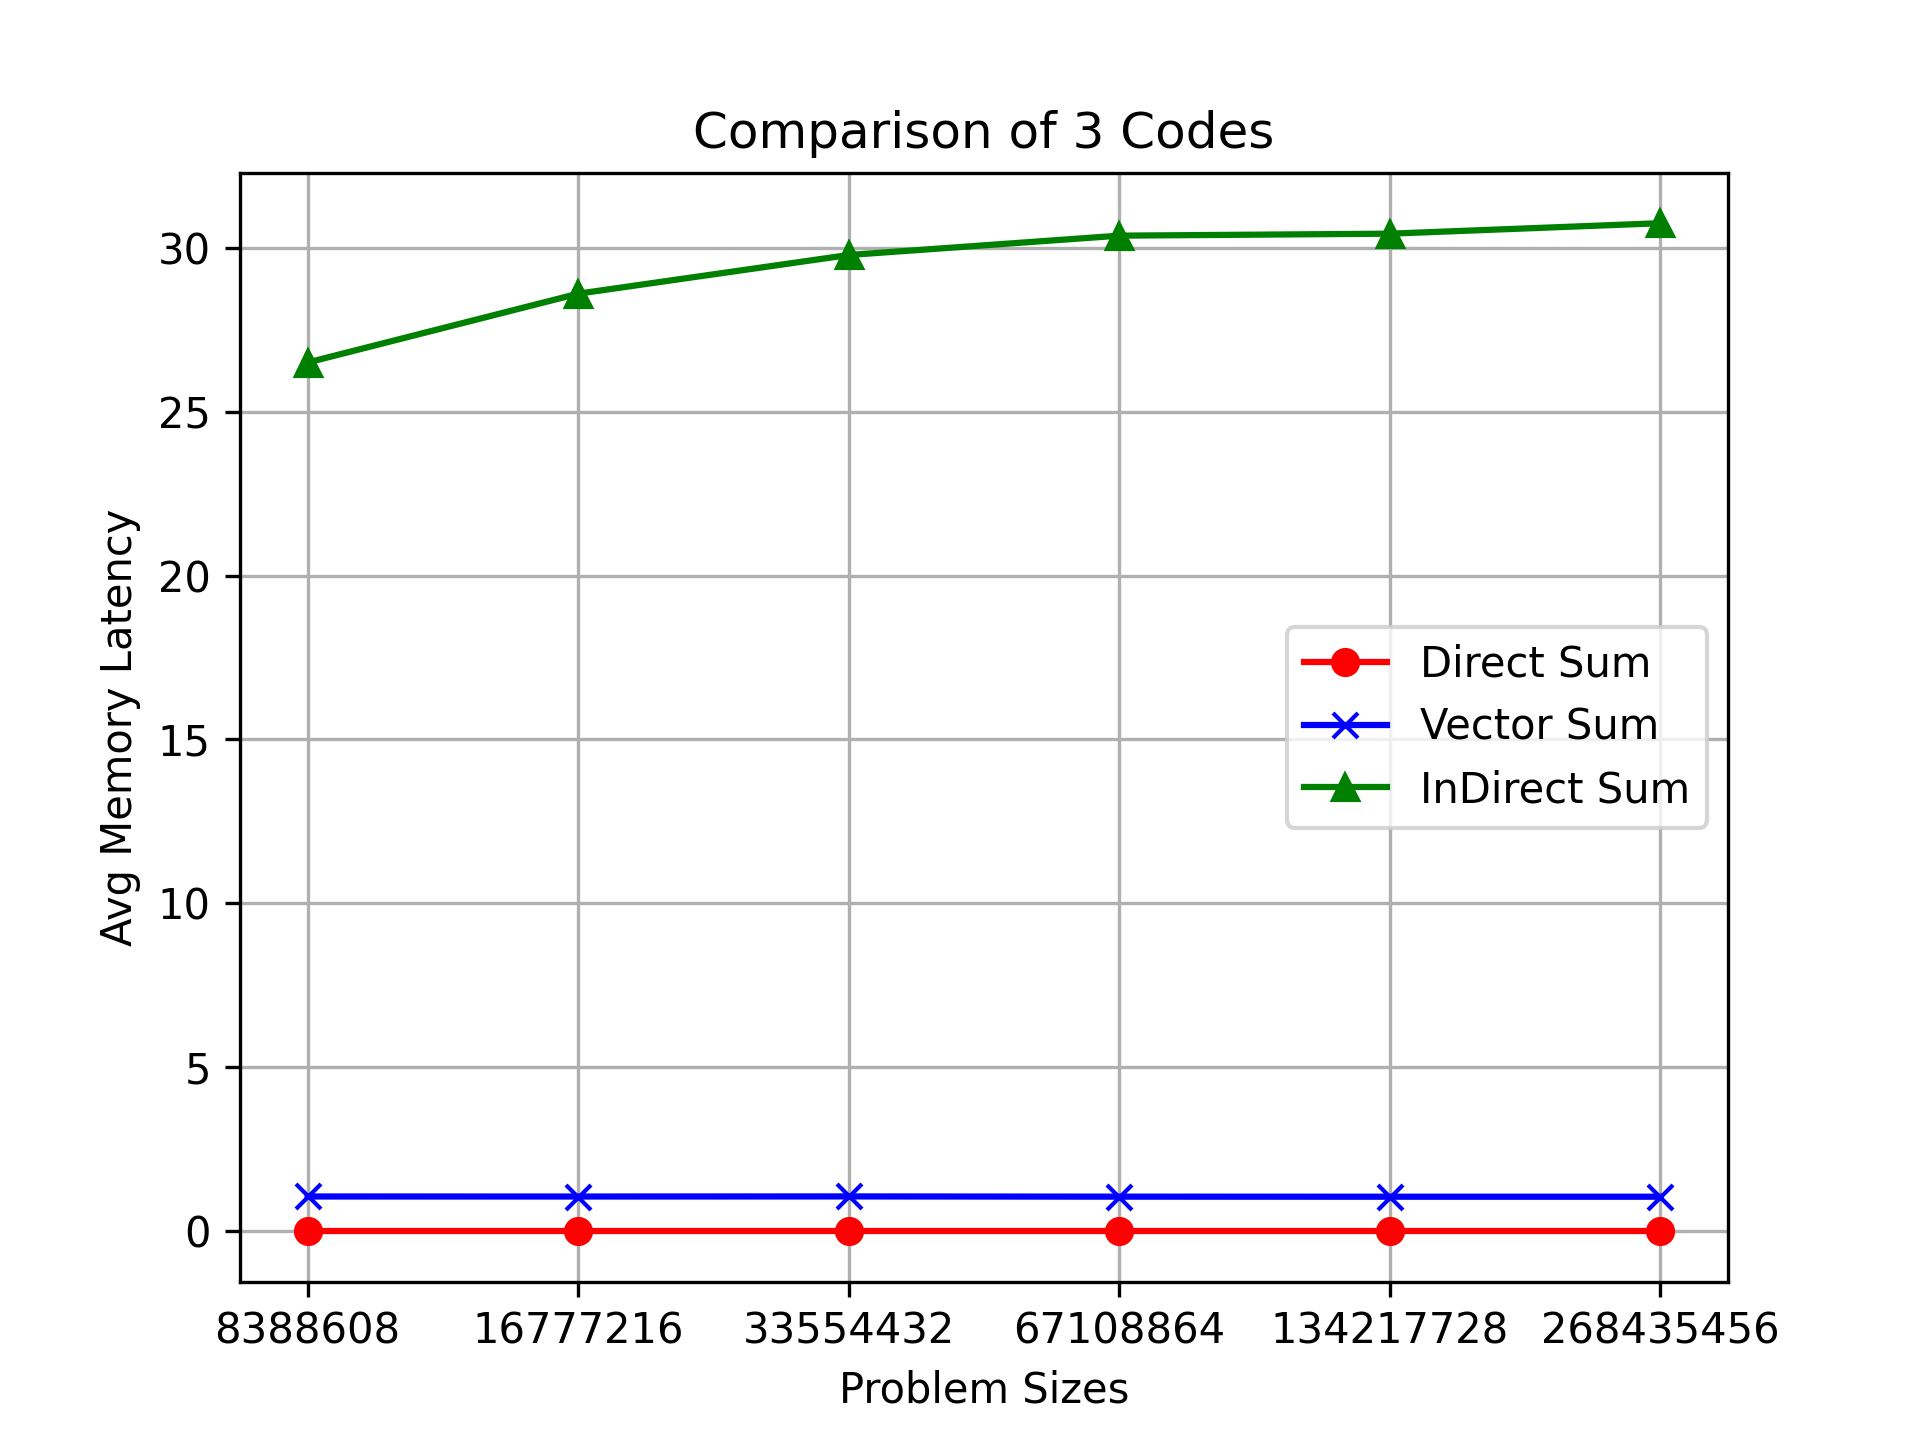 Comparison of 3 Codes
Avg Memory Latency
30
25
20
15
10
5
0
Direct Sum
Vector Sum
InDirect Sum
8388608 16777216 33554432 67108864 134217728 268435456
Problem Sizes